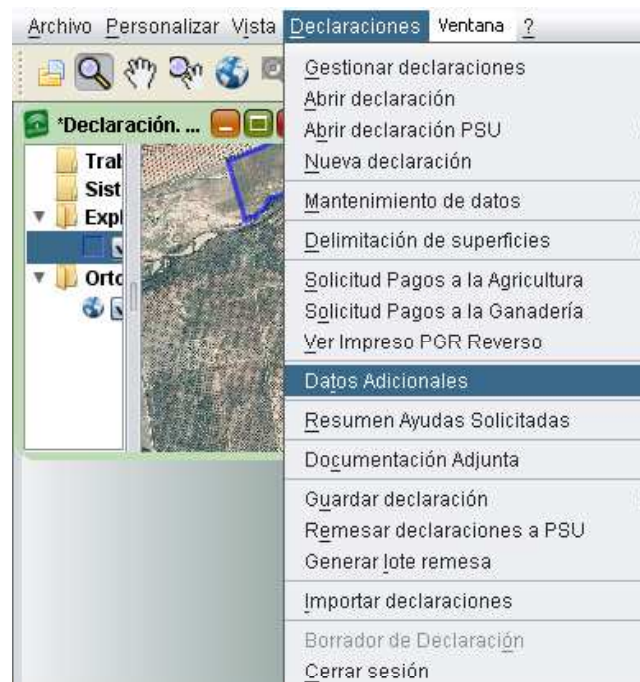 Archivo Personalizar Vista Declaraciones Ventana ?
*Declaración. ...
Gestionar declaraciones
Abrir declaración
Abrir declaración PSU
Nueva declaración
Mantenimiento de datos
Delimitación de superficies
Solicitud Pagos a la Agricultura
Solicitud Pagos a la Ganadería
Ver Impreso PGR Reverso
Datos Adicionales
Resumen Ayudas Solicitadas
Documentación Adjunta
Guardar declaración
Remesar declaraciones a PSU
Generar lote remesa
Importar declaraciones
Borrador de Declaración
Cerrar sesión
Sist
Expl
Orto